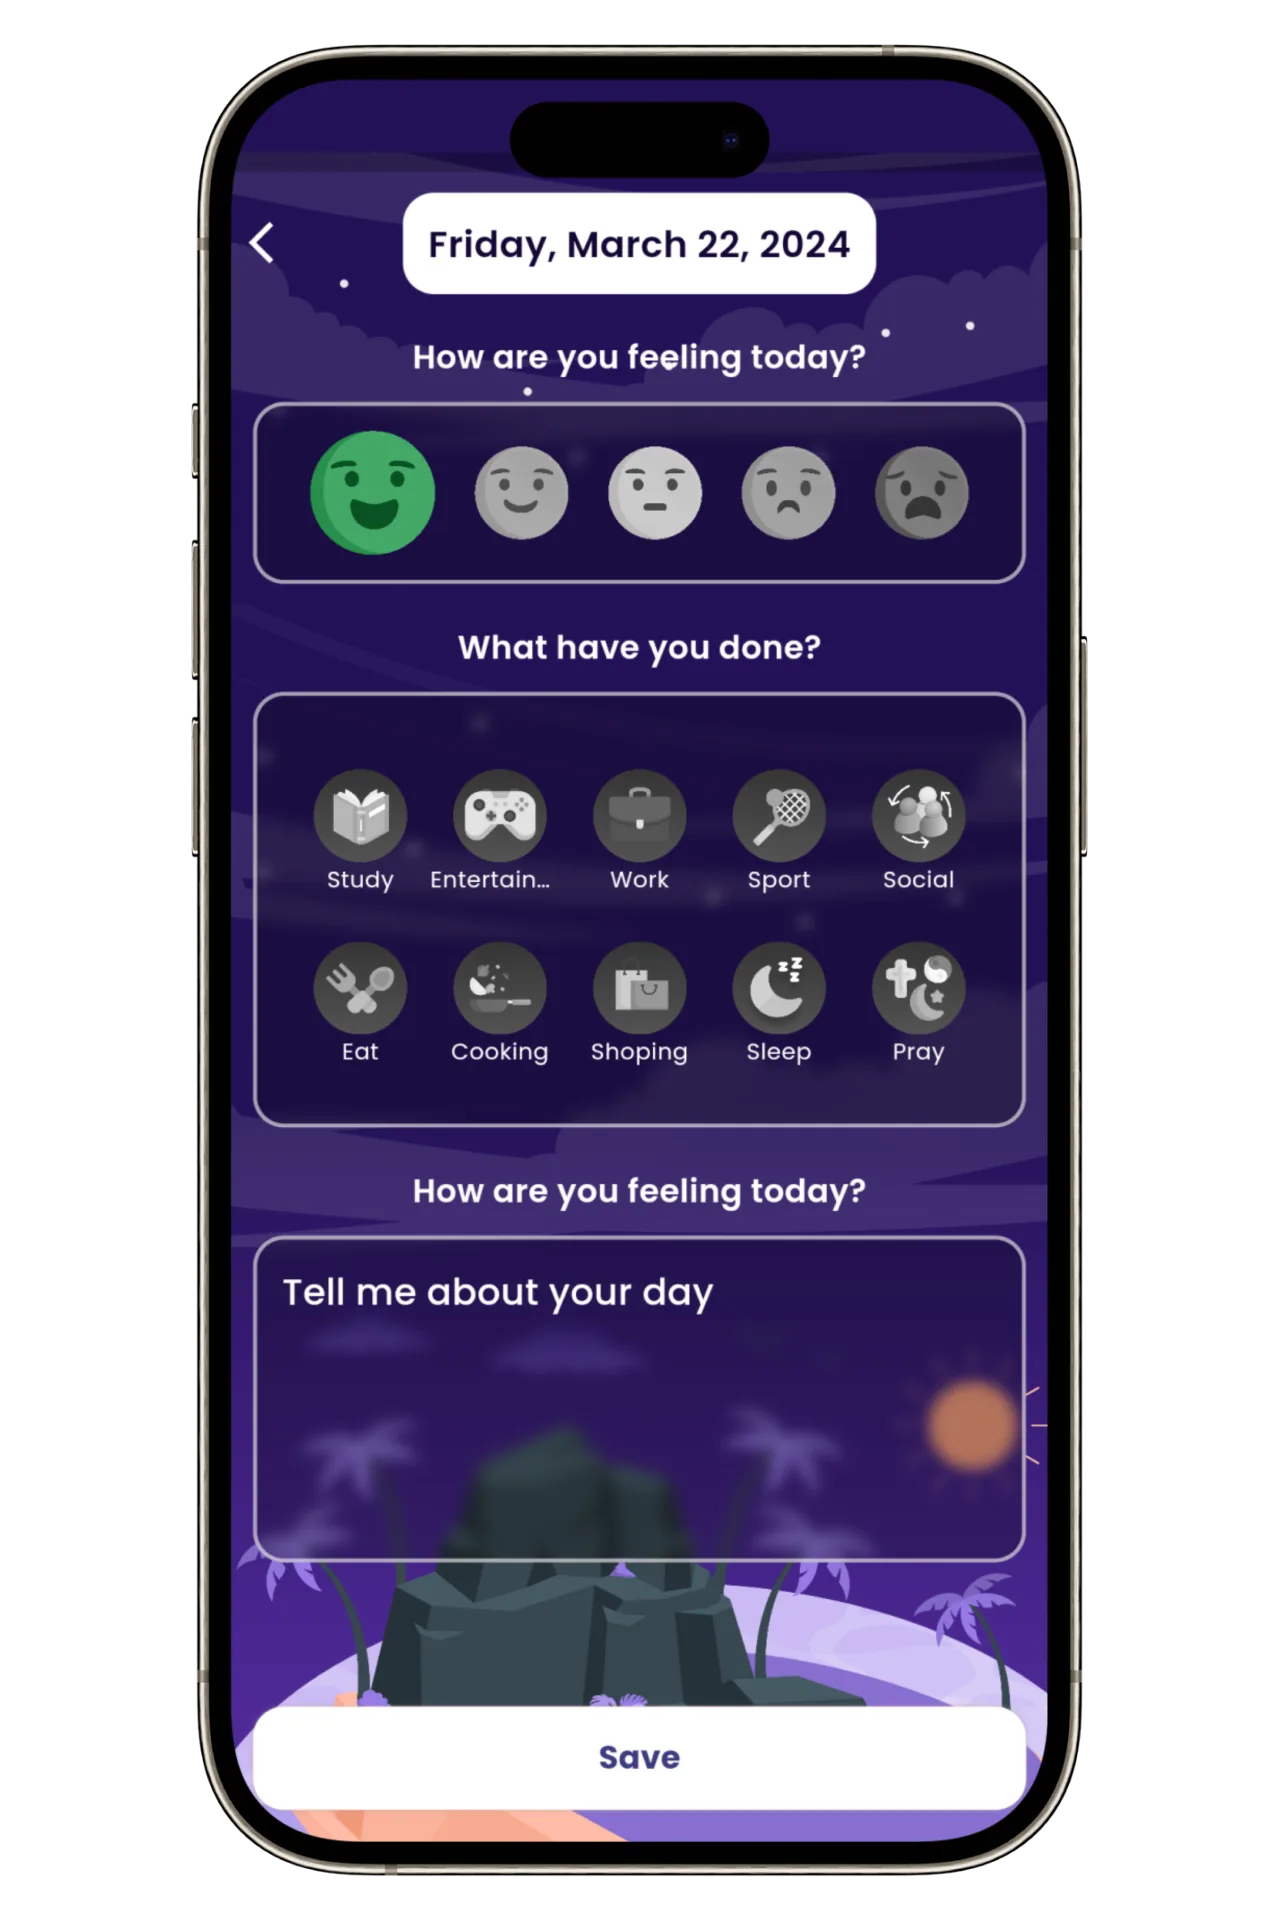 Friday, March 22, 2024
How are you feeling today?
What have you done?
Study Entertain... Work Sport Social
Eat Cooking Shoping Sleep Pray
How are you feeling today?
Tell me about your day
Save